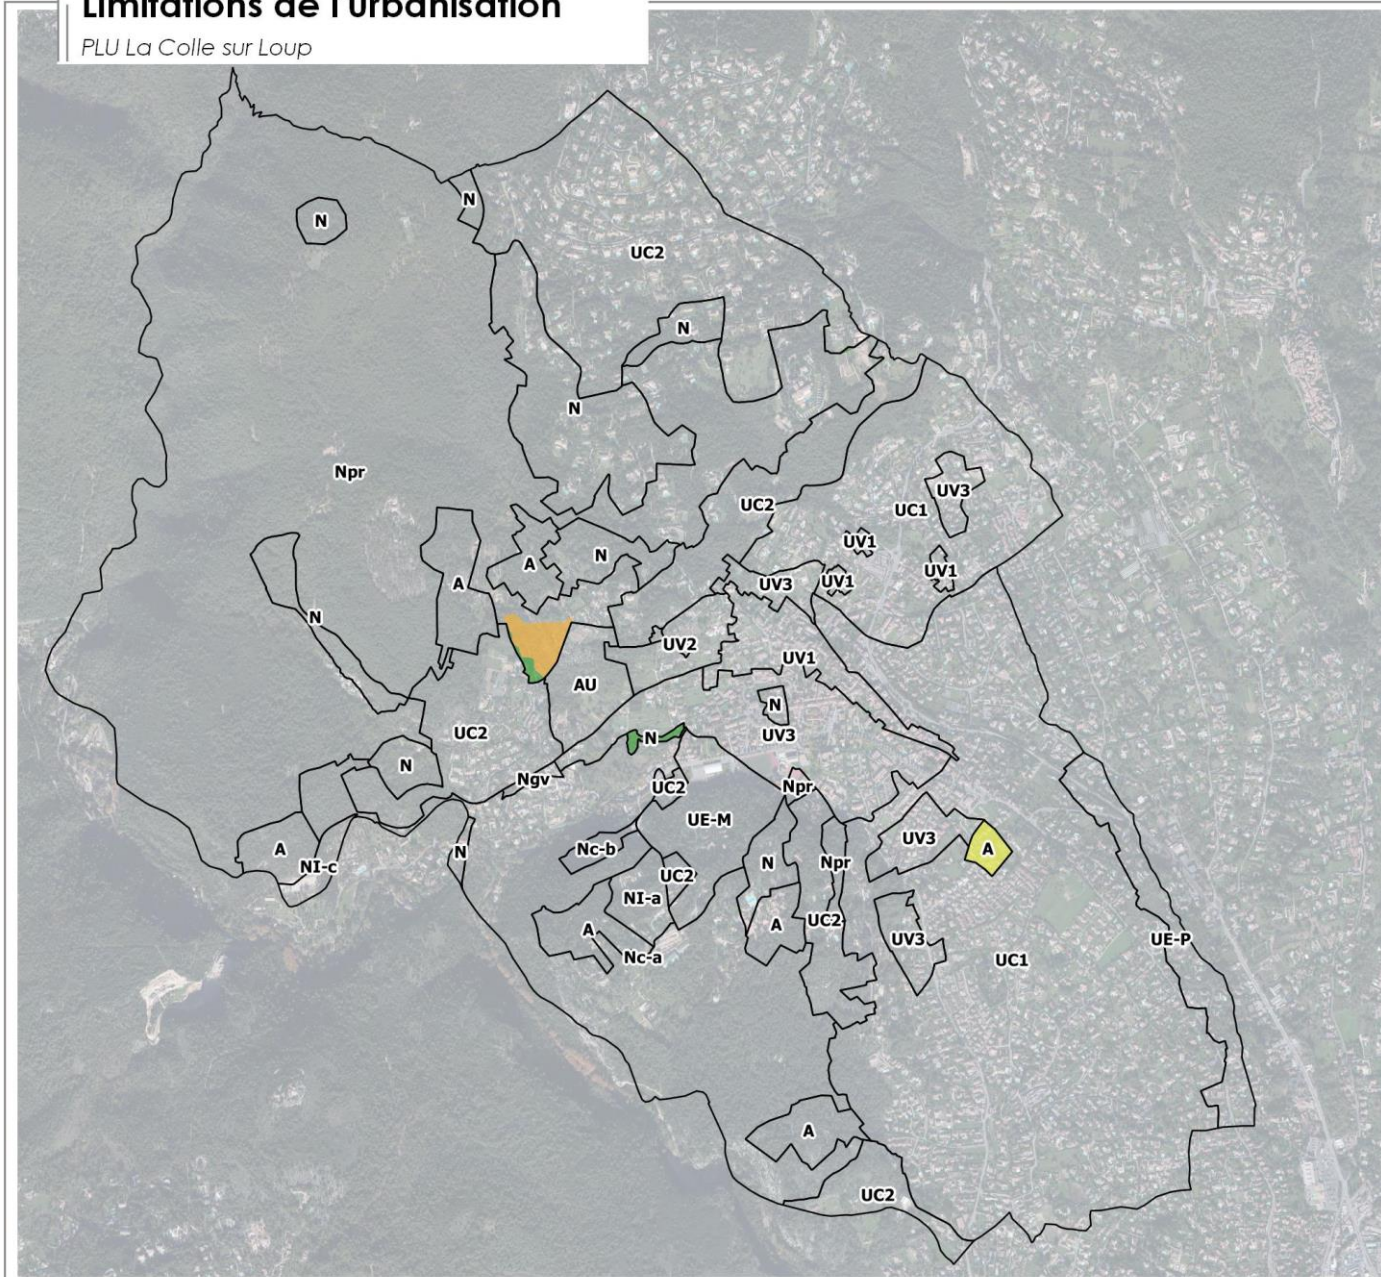 Limitations de l'urbanisation
PLU La Colle sur Loup
N
N
UC2
N
N
Npr
UV3
UC2
UC1
UV1
N
A
UV1
A
UV3
UV1
N
UV2
UV1
AU
N
UC2
UV3
N
N
Ngv
UC2
Npr
UE-M
UV3
Nc-b
A
A
N
N
Npr
NI-c
UC2
NI-a
UC2
A
A
UV3
UE-P
Nc-a
UC1
A
UC2